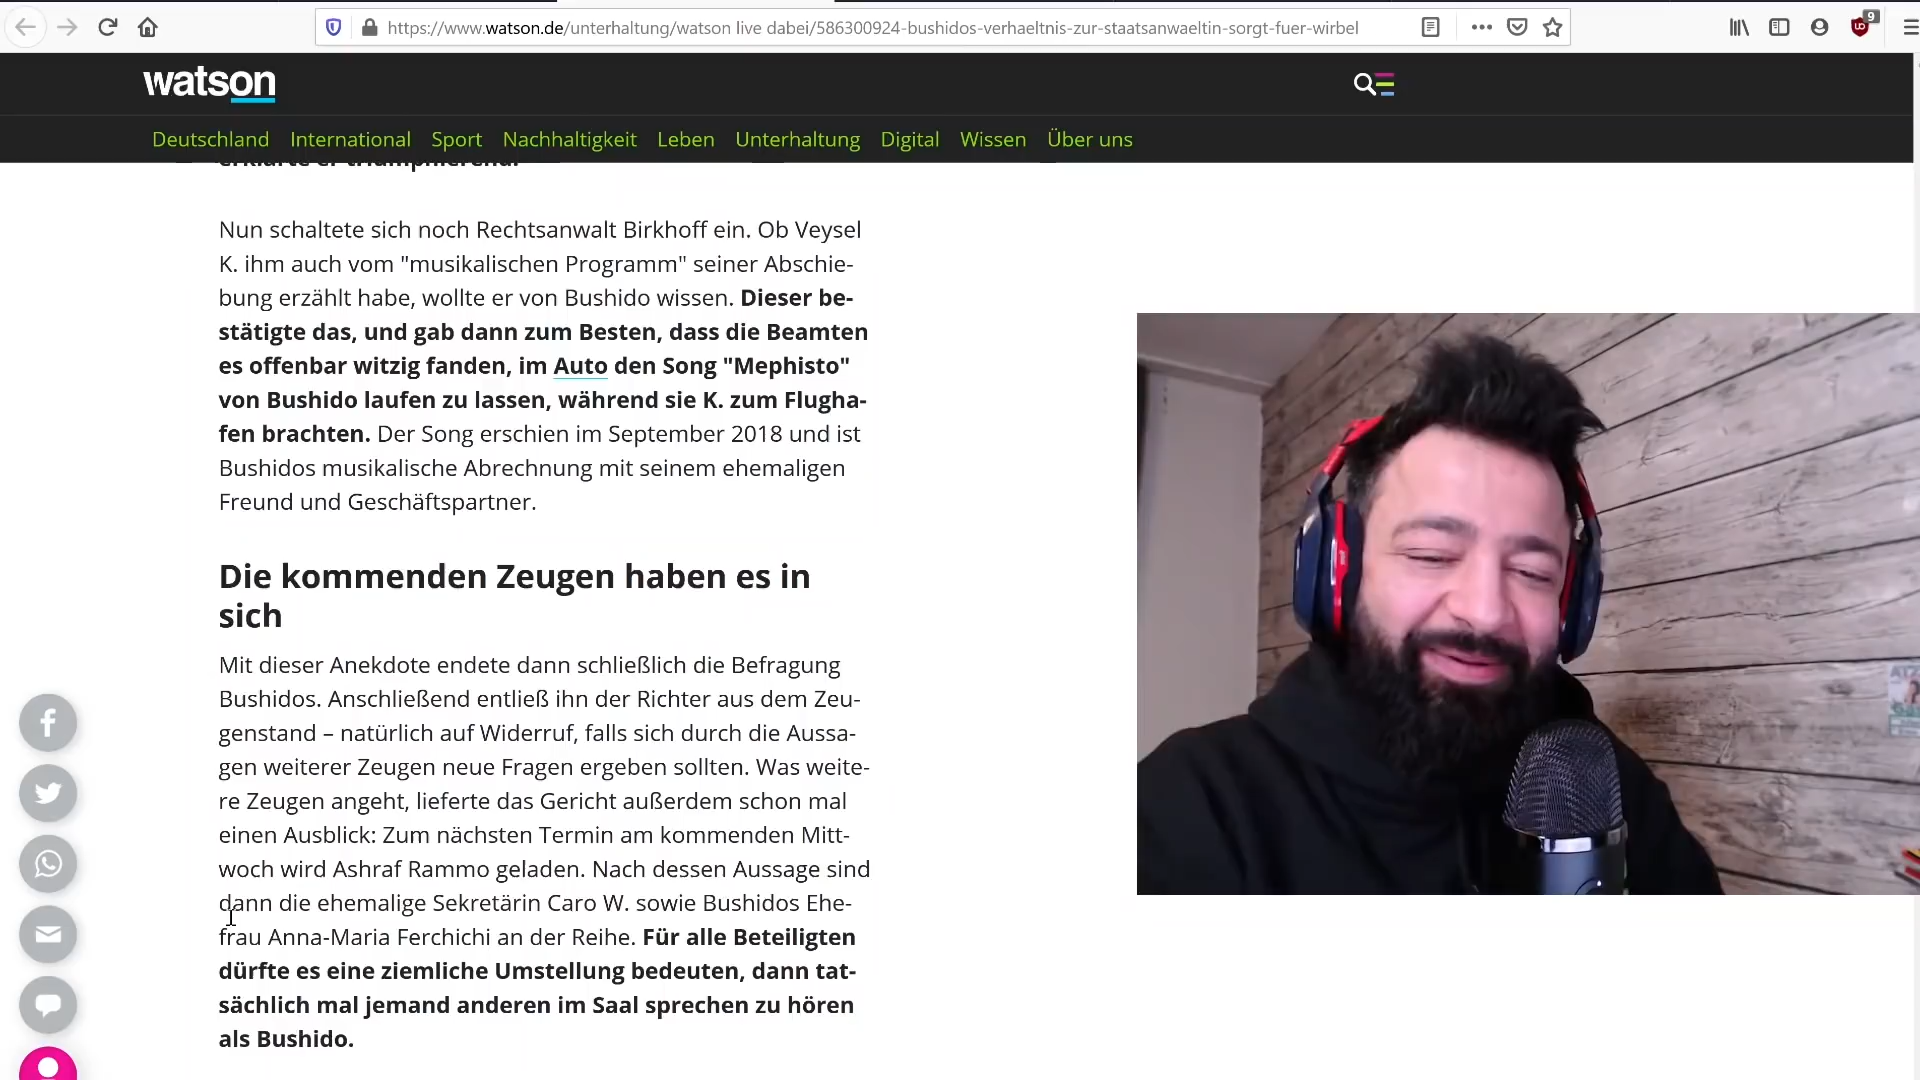 https://www.watson.de/unterhaltung/watson live dabei/586300924-bushidos-verhaeltnis-zur-staatsanwaeltin-sorgt-fuer-wirbel
9
watson
Deutschland International Sport Nachhaltigkeit Leben Unterhaltung Digital Wissen Über uns
erklärte er triumphierend.
Nun schaltete sich noch Rechtsanwalt Birkhoff ein. Ob Veysel
K. ihm auch vom "musikalischen Programm" seiner Abschie-
bung erzählt habe, wollte er von Bushido wissen. Dieser be-
stätigte das, und gab dann zum Besten, dass die Beamten
es offenbar witzig fanden, im Auto den Song "Mephisto"
von Bushido laufen zu lassen, während sie K. zum Flugha-
fen brachten. Der Song erschien im September 2018 und ist
Bushidos musikalische Abrechnung mit seinem ehemaligen
Freund und Geschäftspartner.
Die kommenden Zeugen haben es in
sich
Mit dieser Anekdote endete dann schließlich die Befragung
Bushidos. Anschließend entließ ihn der Richter aus dem Zeu-
genstand – natürlich auf Widerruf, falls sich durch die Aussa-
gen weiterer Zeugen neue Fragen ergeben sollten. Was weite-
re Zeugen angeht, lieferte das Gericht außerdem schon mal
einen Ausblick: Zum nächsten Termin am kommenden Mitt-
woch wird Ashraf Rammo geladen. Nach dessen Aussage sind
dann die ehemalige Sekretärin Caro W. sowie Bushidos Ehe-
frau Anna-Maria Ferchichi an der Reihe. Für alle Beteiligten
dürfte es eine ziemliche Umstellung bedeuten, dann tat-
sächlich mal jemand anderen im Saal sprechen zu hören
als Bushido.